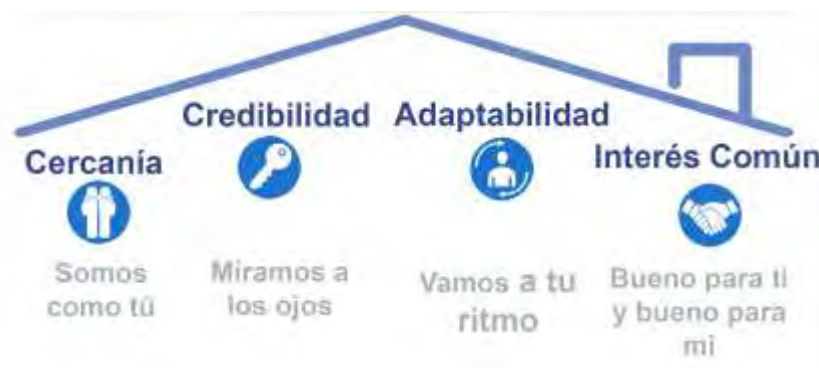 Credibilidad
Adaptabilidad
Cercanía
Interés Común
Somos
como tú
Miramos a
los ojos
Vamos a tu
ritmo
Bueno para ti
y bueno para
mi